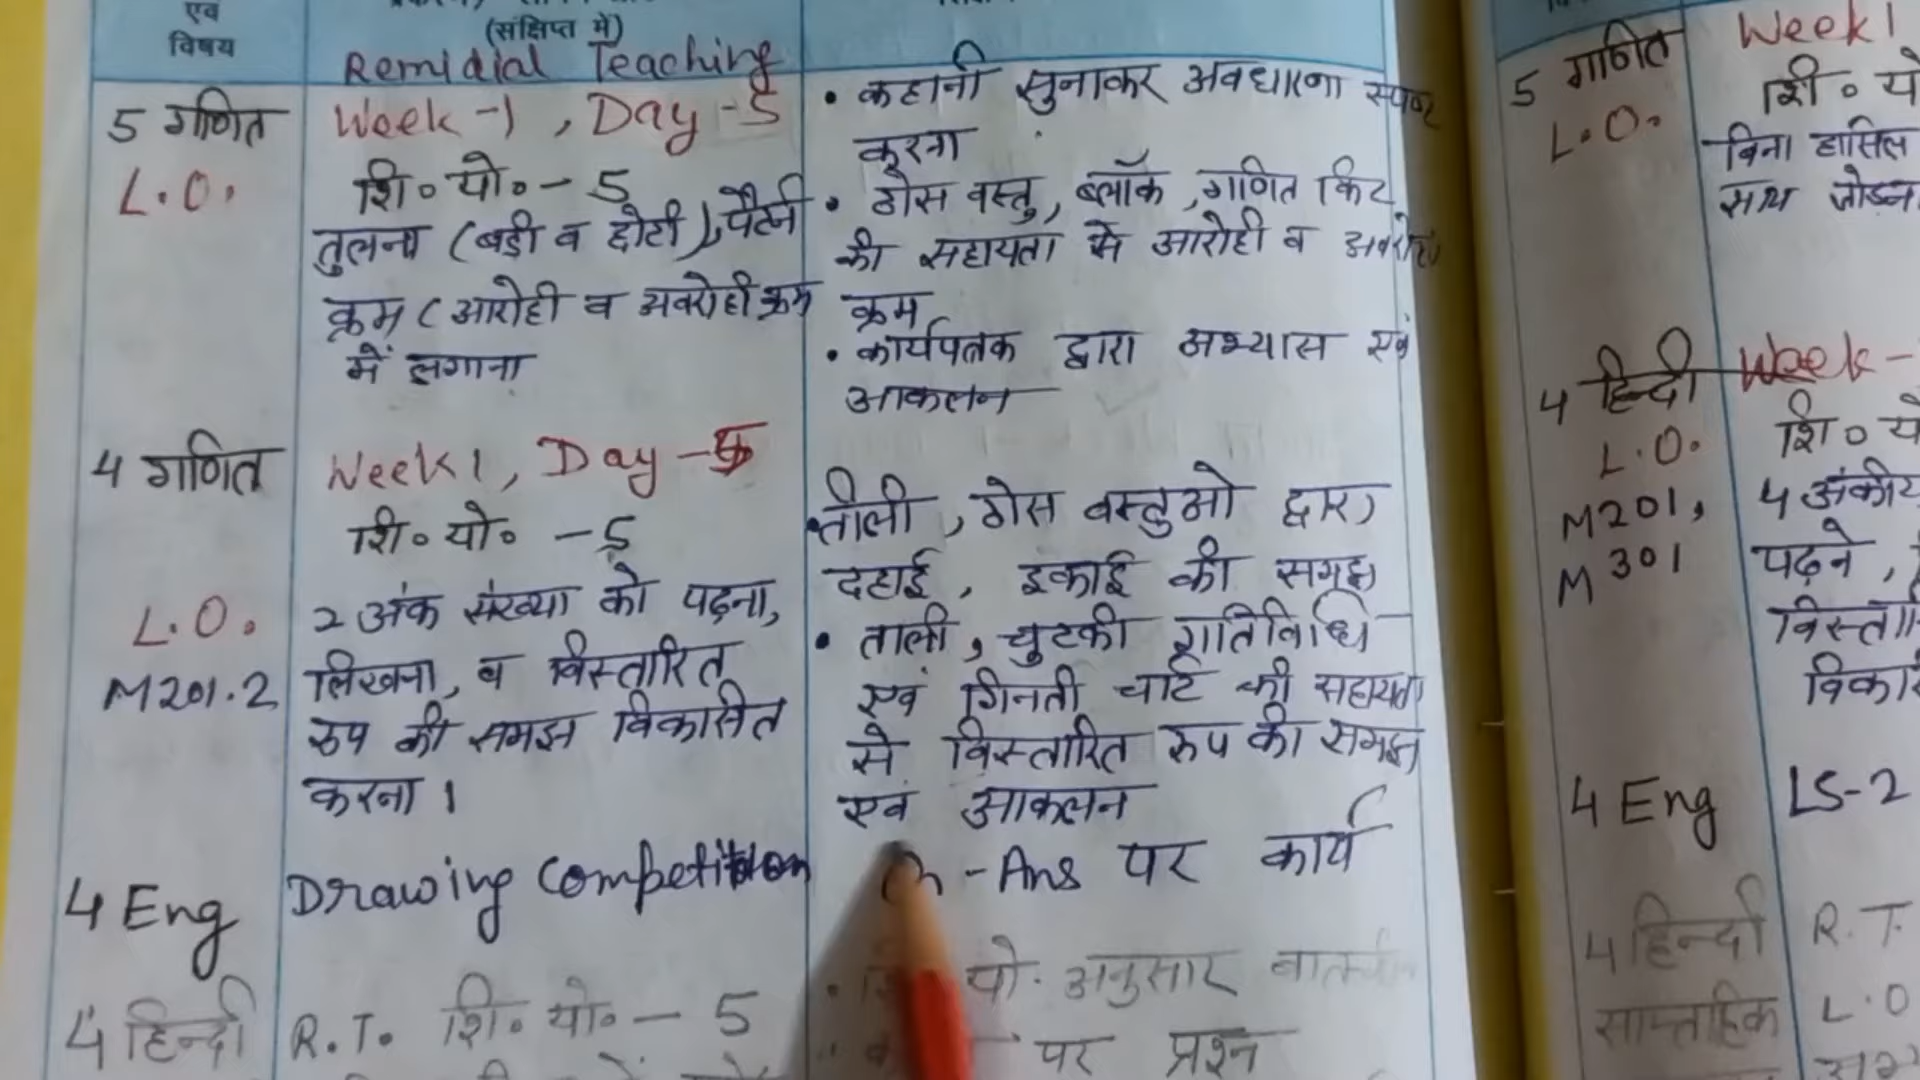 एवं
विषय
(संक्षिप्त में)
Remidial Teaching
5 गणित
L.O.
Week-1, Day-5
शि॰ यो॰ - 5
तुलना (बड़ी व छोटी), पैटर्न
क्रम (आरोही व अवरोही क्रम
में लगाना
• कहानी सुनाकर अवधारणा स्पष्ट
करना
• ठोस वस्तु, ब्लॉक, गणित किट
की सहायता से आरोही व अवरोही
क्रम
• कार्यपत्रक द्वारा अभ्यास एवं
आकलन
4 गणित
L.O.
M201.2
Week1, Day-5
शि॰ यो॰ - 5
2 अंक संख्या को पढ़ना,
लिखना, व विस्तारित
रूप की समझ विकसित
करना।
• तीली, ठोस वस्तुओ द्वारा
दहाई, इकाई की समझ
• ताली, चुटकी गतिविधि
एवं गिनती चार्ट की सहायता
से विस्तारित रूप की समझ
एवं आकलन
4 Eng
Drawing Competition
-Ans पर कार्य
4 हिन्दी
R.T. शि॰ यो॰ - 5
यो. अनुसार
पर प्रश्न
5 गणित
L.O.
Week 1
शि॰ यो
बिना हासिल
साथ जोड़ना
4 हिन्दी
L.O.
M201,
M 301
Week-
शि॰ यो
4 अंकीय
पढ़ने,
4 Eng
LS-2
4 हिन्दी
साप्ताहिक
R.T.
L.O